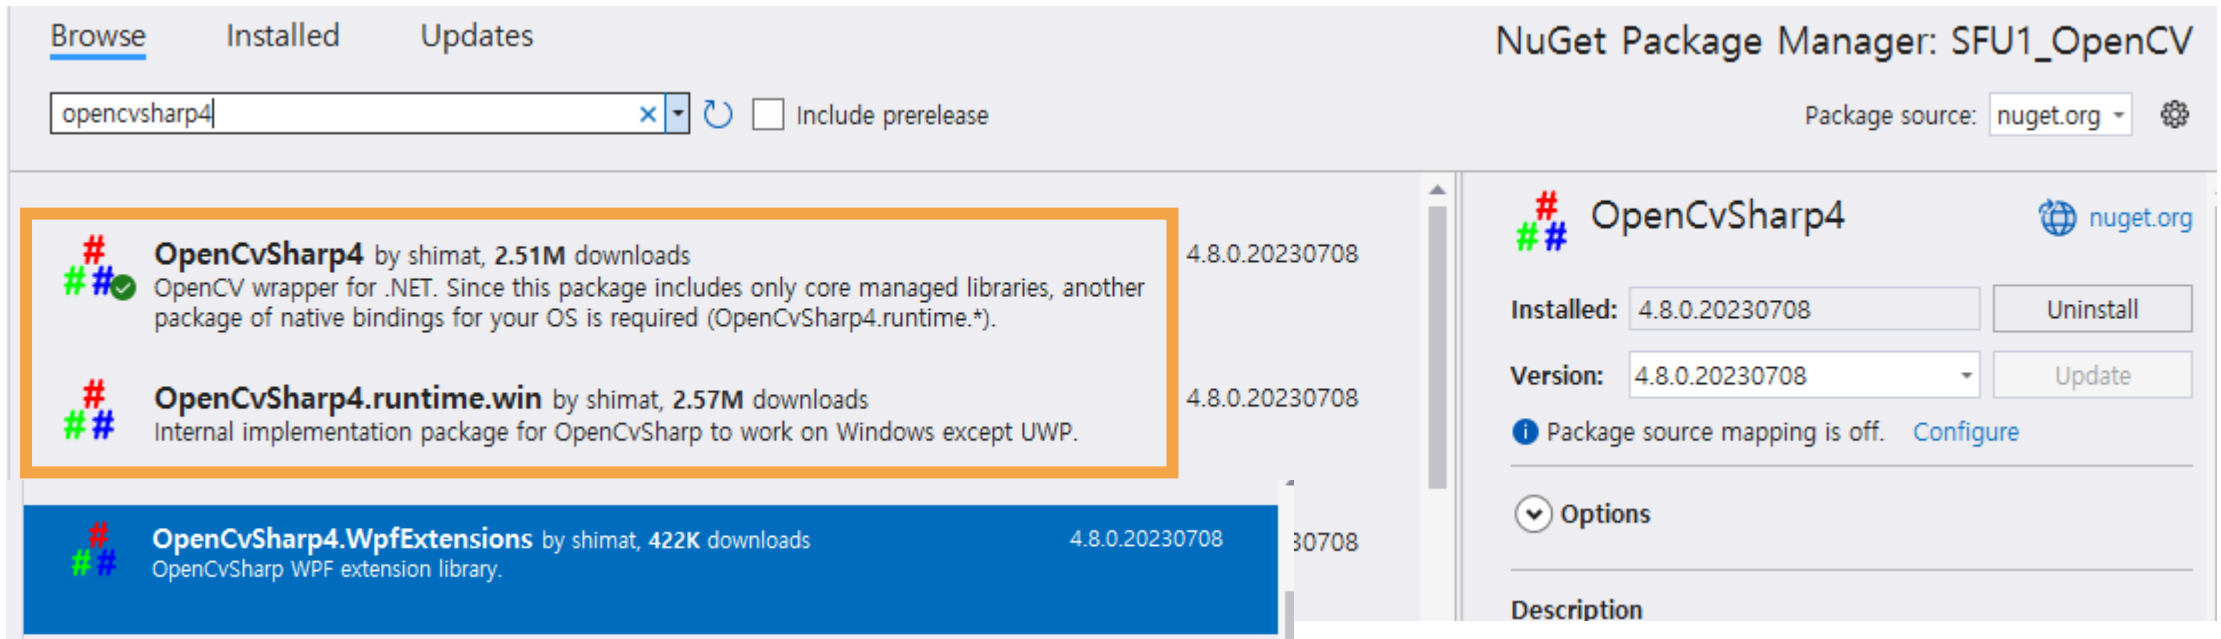 Browse Installed Updates
NuGet Package Manager: SFU1_OpenCV
opencvsharp4
Include prerelease
Package source: nuget.org
OpenCvSharp4 by shimat, 2.51M downloads
4.8.0.20230708
OpenCV wrapper for .NET. Since this package includes only core managed libraries, another
package of native bindings for your OS is required (OpenCvSharp4.runtime.*).
OpenCvSharp4.runtime.win by shimat, 2.57M downloads
4.8.0.20230708
Internal implementation package for OpenCvSharp to work on Windows except UWP.
OpenCvSharp4.WpfExtensions by shimat, 422K downloads
4.8.0.20230708
OpenCvSharp WPF extension library.
30708
OpenCvSharp4
nuget.org
Installed: 4.8.0.20230708 Uninstall
Version: 4.8.0.20230708 Update
Package source mapping is off. Configure
Options
Description